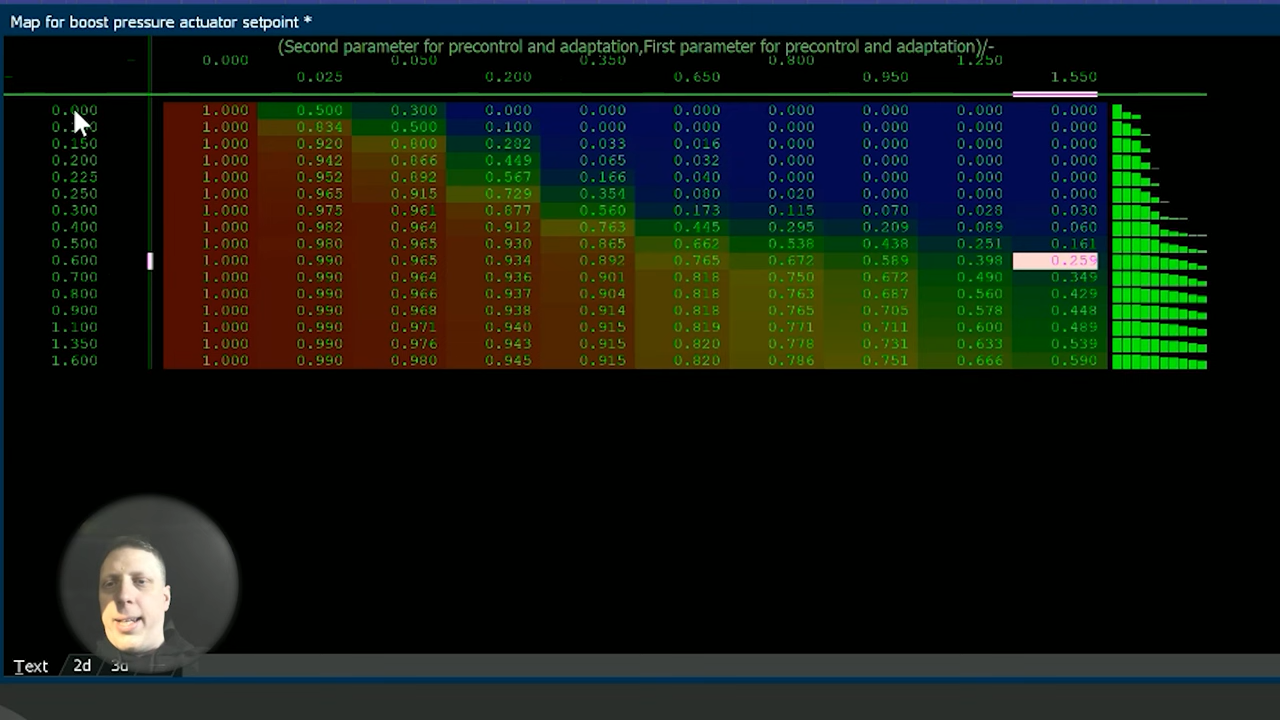 Map for boost pressure actuator setpoint *
(Second parameter for precontrol and adaptation,First parameter for precontrol and adaptation)/-
0.000 0.050 0.350 0.800 1.250
0.025 0.200 0.650 0.950 1.550
0.000 1.000 0.500 0.300 0.000 0.000 0.000 0.000 0.000 0.000 0.000
1.000 0.834 0.500 0.100 0.000 0.000 0.000 0.000 0.000 0.000
0.150 1.000 0.920 0.800 0.282 0.033 0.016 0.000 0.000 0.000 0.000
0.200 1.000 0.942 0.866 0.449 0.065 0.032 0.000 0.000 0.000 0.000
0.225 1.000 0.952 0.892 0.567 0.166 0.040 0.000 0.000 0.000 0.000
0.250 1.000 0.965 0.915 0.729 0.354 0.080 0.020 0.000 0.000 0.000
0.300 1.000 0.975 0.961 0.877 0.560 0.173 0.115 0.070 0.028 0.030
0.400 1.000 0.982 0.964 0.912 0.763 0.445 0.295 0.209 0.089 0.060
0.500 1.000 0.980 0.965 0.930 0.865 0.662 0.538 0.438 0.251 0.161
0.600 1.000 0.990 0.965 0.934 0.892 0.765 0.672 0.589 0.398 0.259
0.700 1.000 0.990 0.964 0.936 0.901 0.818 0.750 0.672 0.490 0.349
0.800 1.000 0.990 0.966 0.937 0.904 0.818 0.763 0.687 0.560 0.429
0.900 1.000 0.990 0.968 0.938 0.914 0.818 0.765 0.705 0.578 0.448
1.100 1.000 0.990 0.971 0.940 0.915 0.819 0.771 0.711 0.600 0.489
1.350 1.000 0.990 0.976 0.943 0.915 0.820 0.778 0.731 0.633 0.539
1.600 1.000 0.990 0.980 0.945 0.915 0.820 0.786 0.751 0.666 0.590
Text 2d 3d